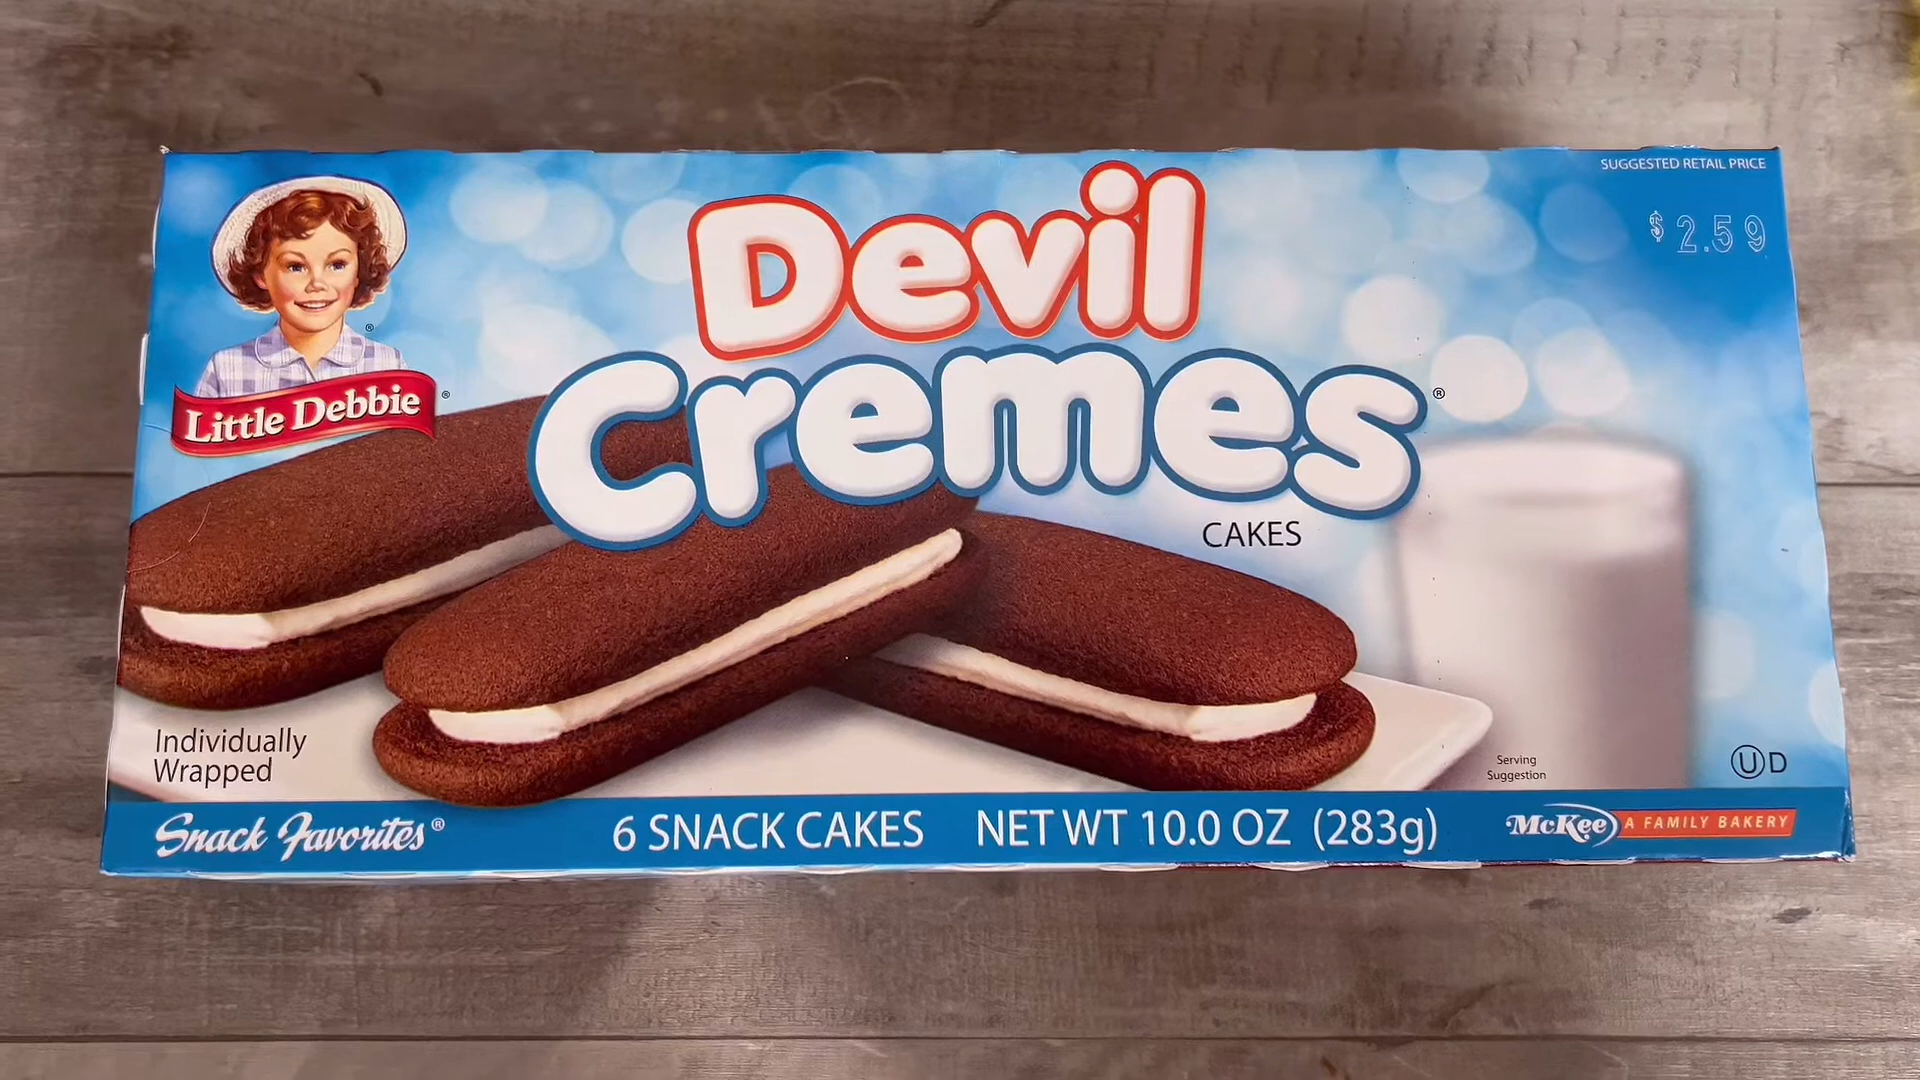 SUGGESTED RETAIL PRICE
$2.59
Devil
Cremes®
CAKES
®
Little Debbie®
Individually
Wrapped
Serving
Suggestion
UD
Snack Favorites®
6 SNACK CAKES NET WT 10.0 OZ (283g)
McKee A FAMILY BAKERY